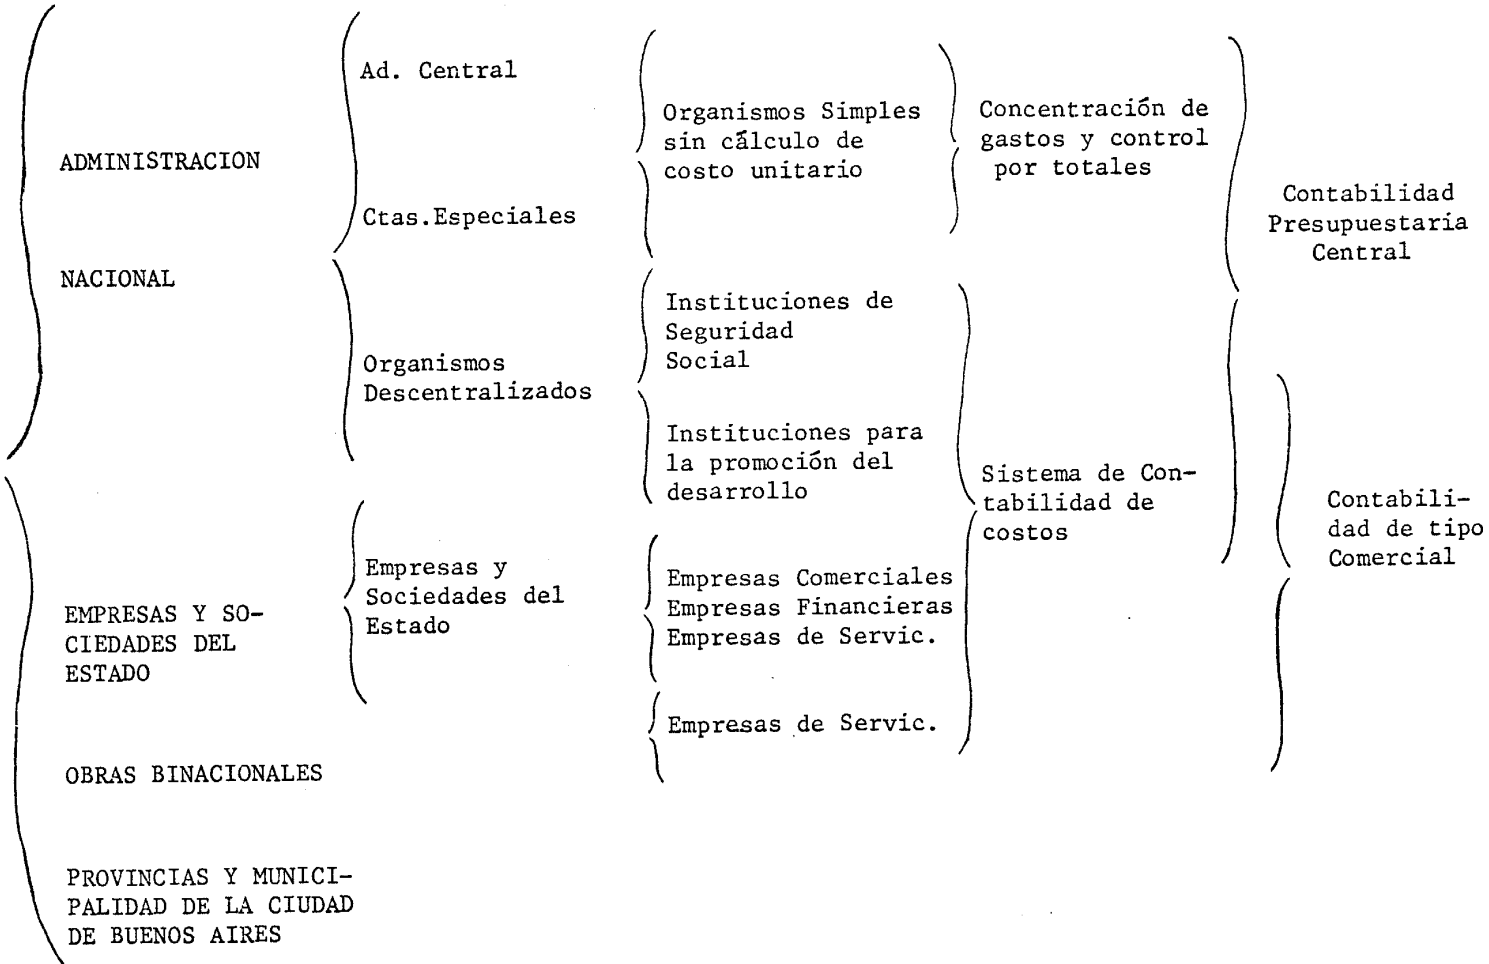 ADMINISTRACION
NACIONAL
EMPRESAS Y SO-
CIEDADES DEL
ESTADO
OBRAS BINACIONALES
PROVINCIAS Y MUNICI-
PALIDAD DE LA CIUDAD
DE BUENOS AIRES
Ad. Central
Ctas.Especiales
Organismos
Descentralizados
Empresas y
Sociedades del
Estado
Organismos Simples
sin cálculo de
costo unitario
Instituciones de
Seguridad
Social
Instituciones para
la promoción del
desarrollo
Empresas Comerciales
Empresas Financieras
Empresas de Servic.
Empresas de Servic.
Concentración de
gastos y control
por totales
Sistema de Con-
tabilidad de
costos
Contabilidad
Presupuestaria
Central
Contabili-
dad de tipo
Comercial